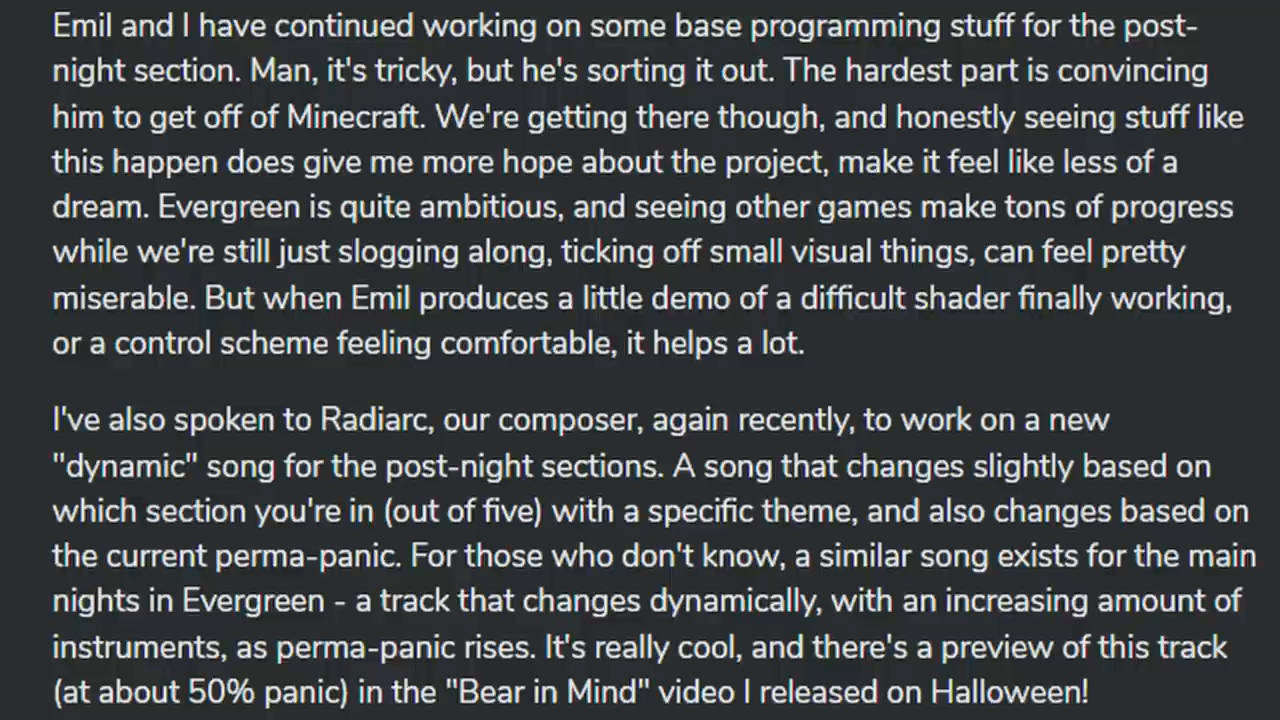 Emil and I have continued working on some base programming stuff for the post-
night section. Man, it's tricky, but he's sorting it out. The hardest part is convincing
him to get off of Minecraft. We're getting there though, and honestly seeing stuff like
this happen does give me more hope about the project, make it feel like less of a
dream. Evergreen is quite ambitious, and seeing other games make tons of progress
while we're still just slogging along, ticking off small visual things, can feel pretty
miserable. But when Emil produces a little demo of a difficult shader finally working,
or a control scheme feeling comfortable, it helps a lot.
I've also spoken to Radiarc, our composer, again recently, to work on a new
"dynamic" song for the post-night sections. A song that changes slightly based on
which section you're in (out of five) with a specific theme, and also changes based on
the current perma-panic. For those who don't know, a similar song exists for the main
nights in Evergreen - a track that changes dynamically, with an increasing amount of
instruments, as perma-panic rises. It's really cool, and there's a preview of this track
(at about 50% panic) in the "Bear in Mind" video I released on Halloween!